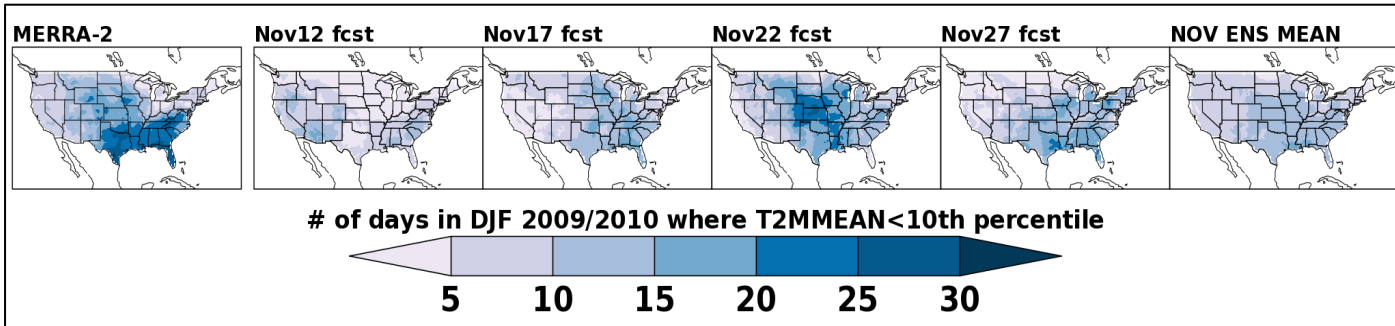 MERRA-2
Nov12 fcst
Nov17 fcst
Nov22 fcst
Nov27 fcst
NOV ENS MEAN
# of days in DJF 2009/2010 where T2MMEAN<10th percentile
5 10 15 20 25 30